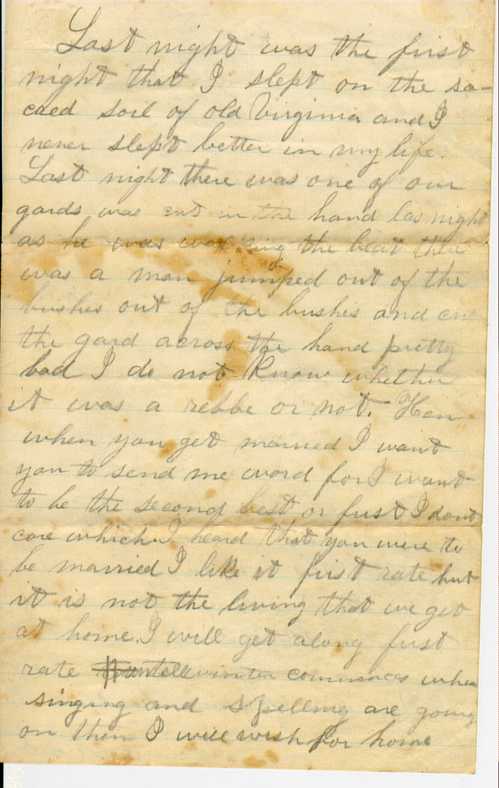 Last night was the first
night that I slept on the sa-
cred soil of old Virginia and I
never slept better in my life.
Last night there was one of our
gards was cut in the hand las night
as he was walking the beat there
was a man jumped out of the
bushes out of the bushes and cut
the gard across the hand pretty
bad I do not know whether
it was a rebbe or not. Hen
when you get married I want
you to send me word for I want
to be the second best or first I dont
care which. I heard that you were to
be married I like it first rate but
it is not the living that we get
at home. I will get along first
rate winter commences when
singing and spelling are going
on then I will wish for home